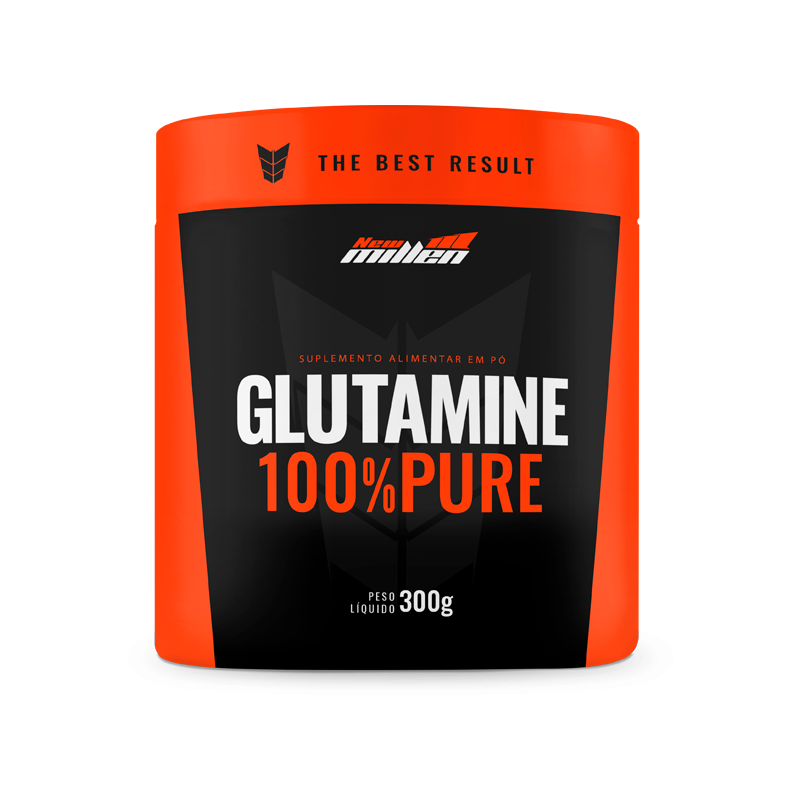 THE BEST RESULT
New
millen
SUPLEMENTO ALIMENTAR EM PÓ
GLUTAMINE
100%PURE
PESO
LÍQUIDO 300g